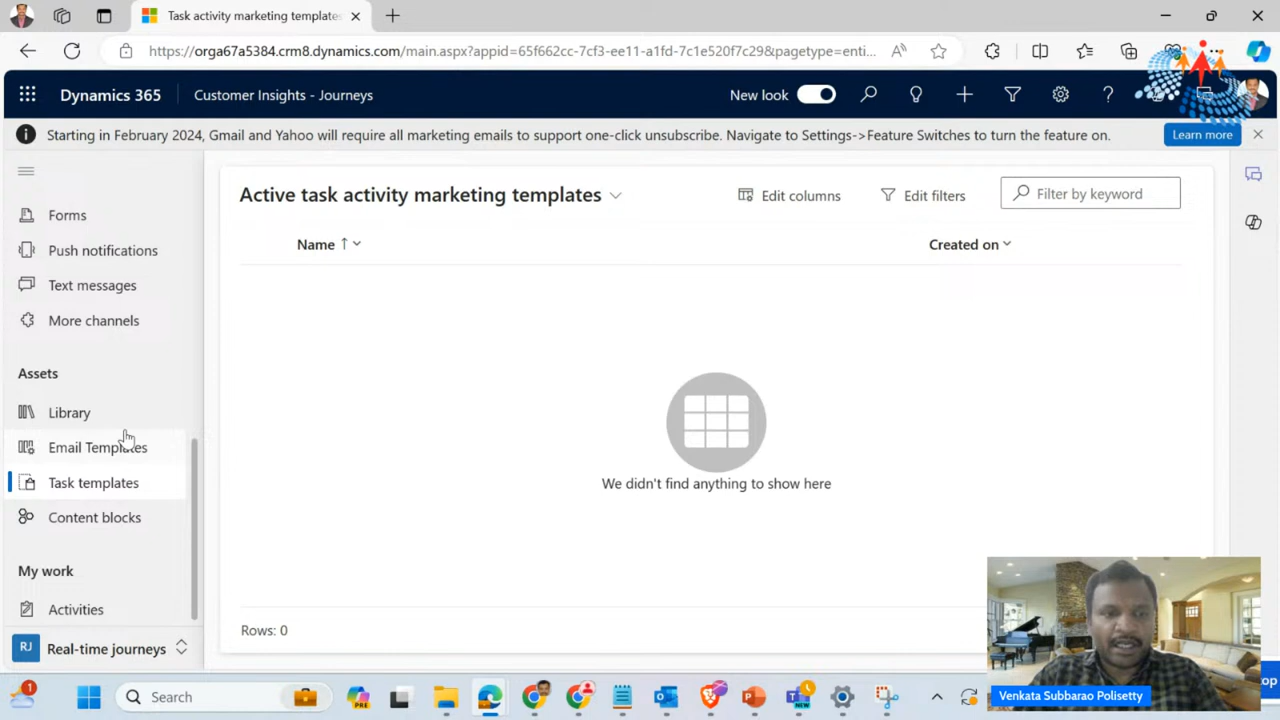 Task activity marketing templates
https://orga67a5384.crm8.dynamics.com/main.aspx?appid=65f662cc-7cf3-ee11-a1fd-7c1e520f7c29&pagetype=enti...
Dynamics 365
Customer Insights - Journeys
New look
Starting in February 2024, Gmail and Yahoo will require all marketing emails to support one-click unsubscribe. Navigate to Settings->Feature Switches to turn the feature on.
Learn more
Forms
Push notifications
Text messages
More channels
Assets
Library
Email Templates
Task templates
Content blocks
My work
Activities
RJ Real-time journeys
Active task activity marketing templates
Edit columns
Edit filters
Filter by keyword
Name
Created on
We didn't find anything to show here
Rows: 0
Venkata Subbarao Polisetty
1
Search
NEW